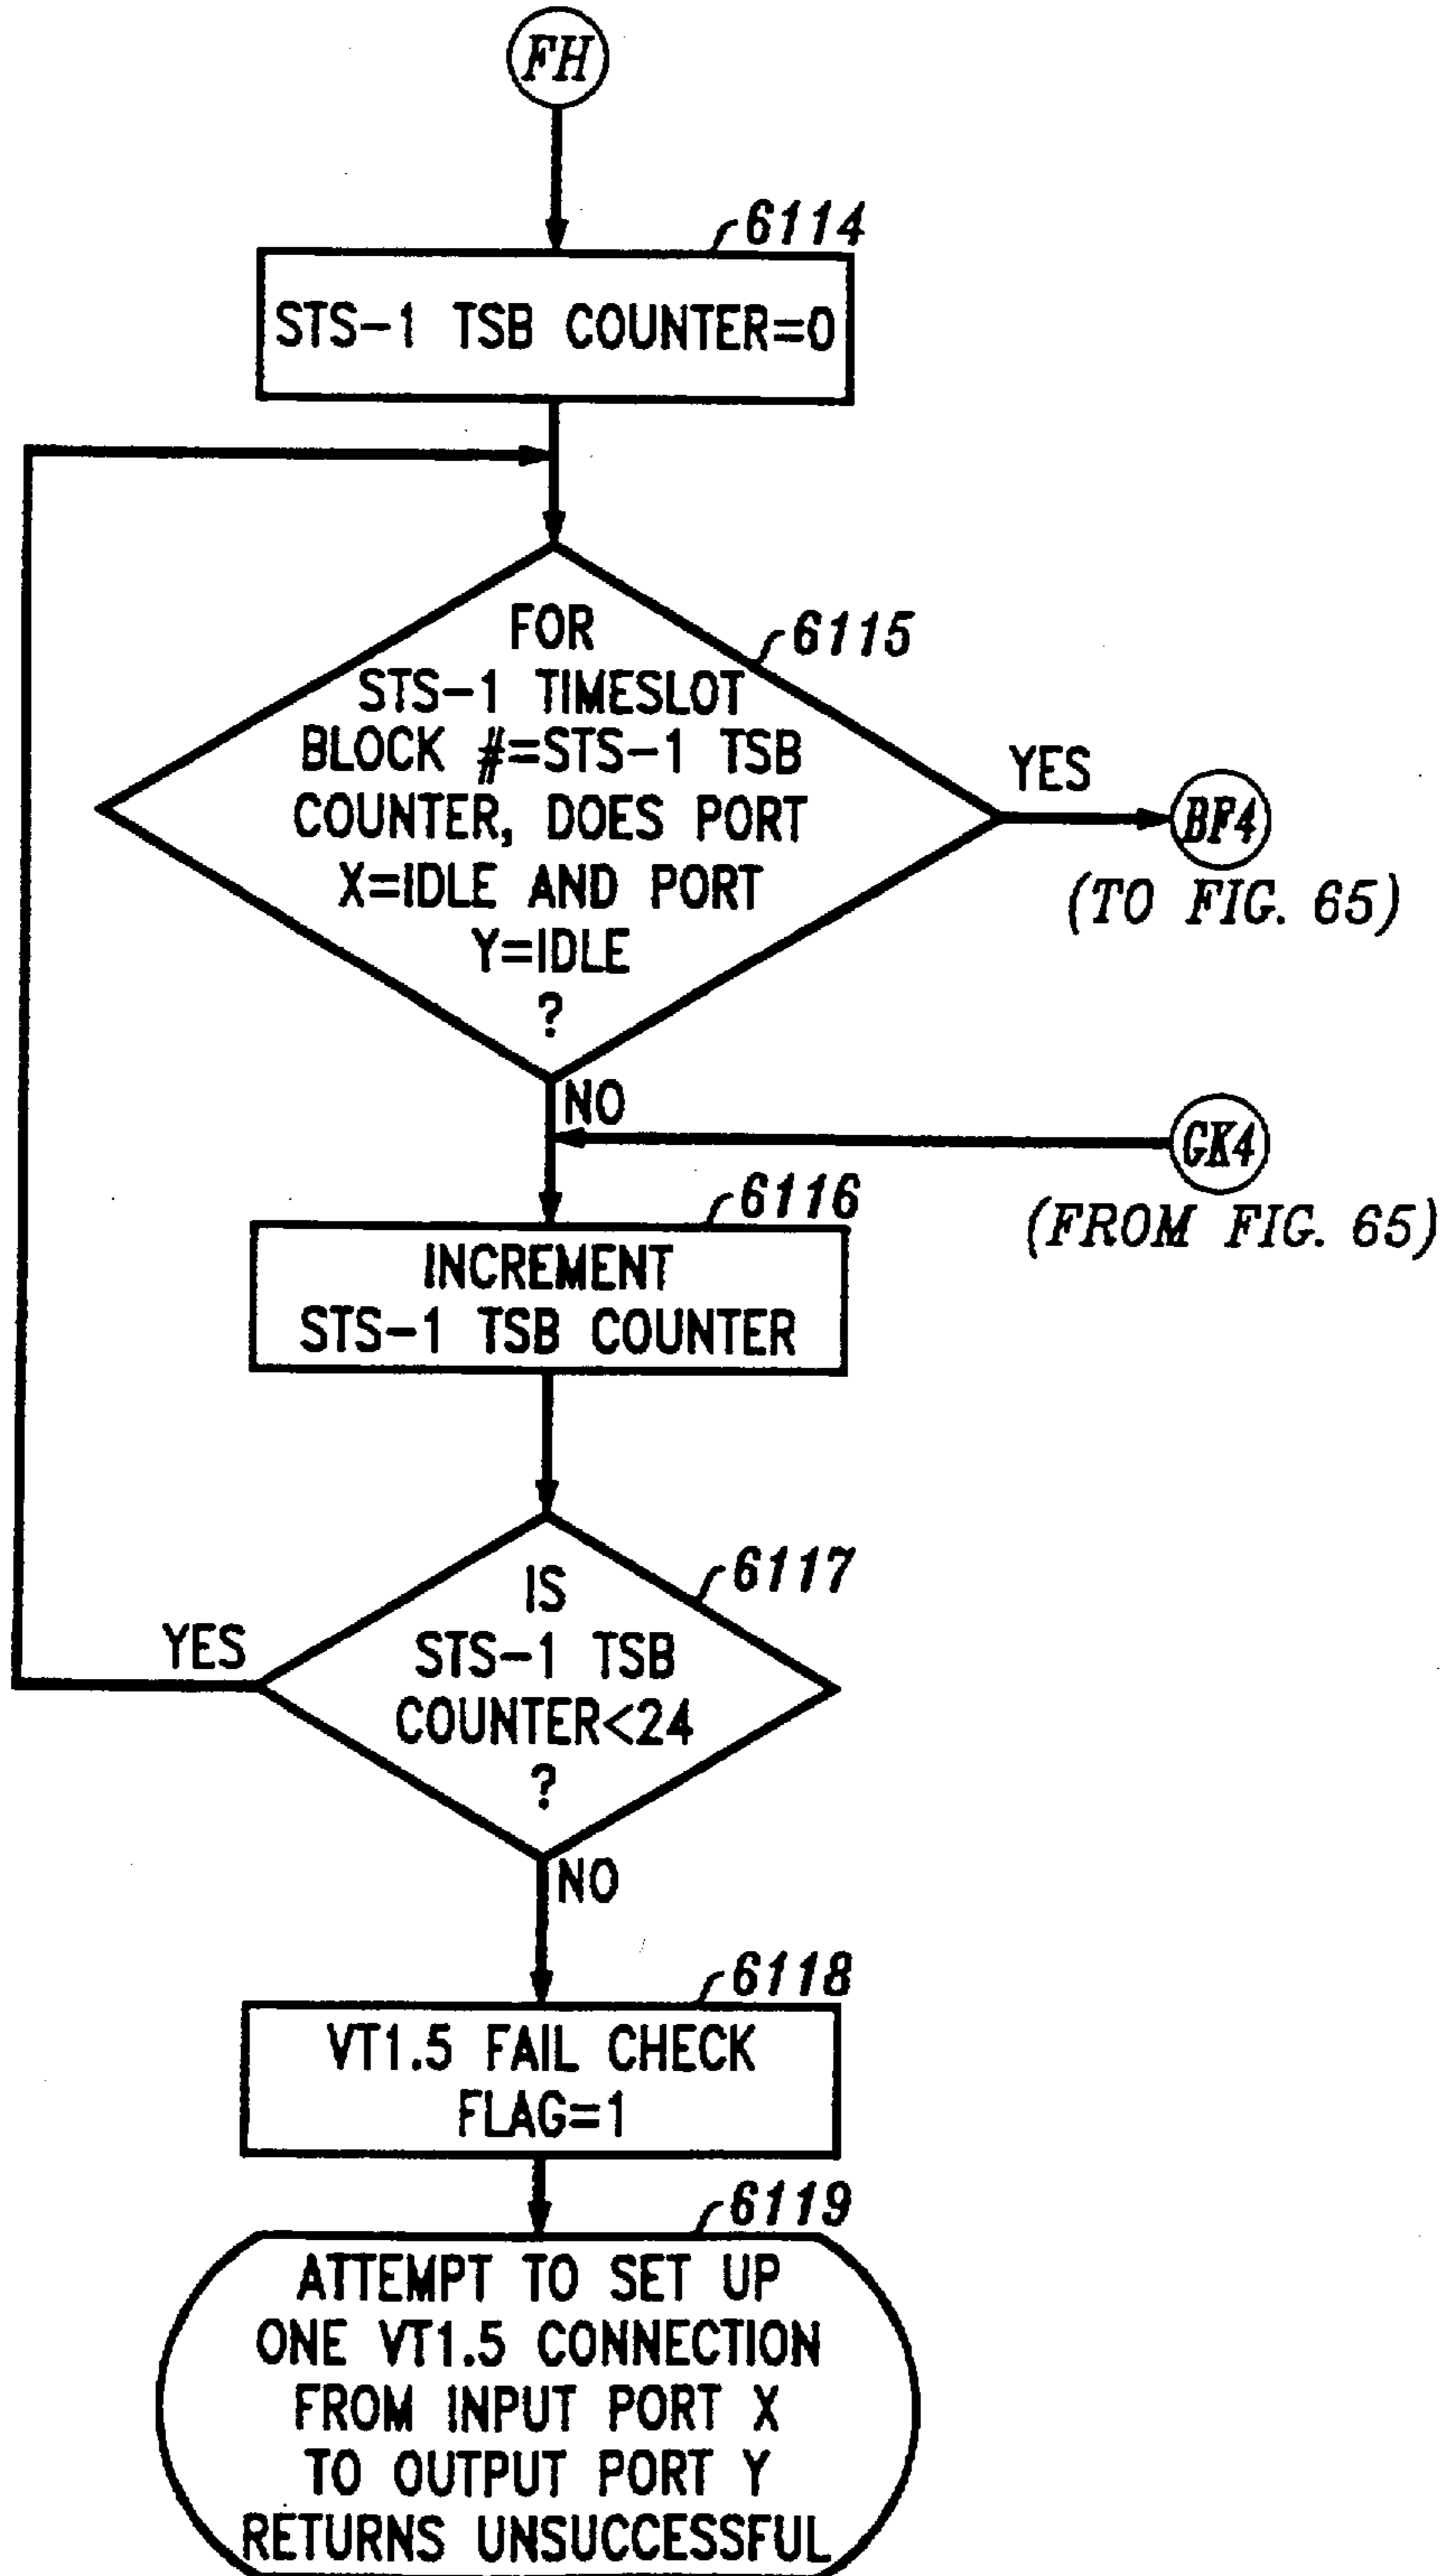 FH
6114
STS-1 TSB COUNTER=0
FOR
6115
STS-1 TIMESLOT
BLOCK #=STS-1 TSB
COUNTER, DOES PORT
X=IDLE AND PORT
Y=IDLE
?
YES
BF4
(TO FIG. 65)
NO
GK4
(FROM FIG. 65)
6116
INCREMENT
STS-1 TSB COUNTER
6117
IS
STS-1 TSB
COUNTER<24
?
YES
NO
6118
VT1.5 FAIL CHECK
FLAG=1
6119
ATTEMPT TO SET UP
ONE VT1.5 CONNECTION
FROM INPUT PORT X
TO OUTPUT PORT Y
RETURNS UNSUCCESSFUL